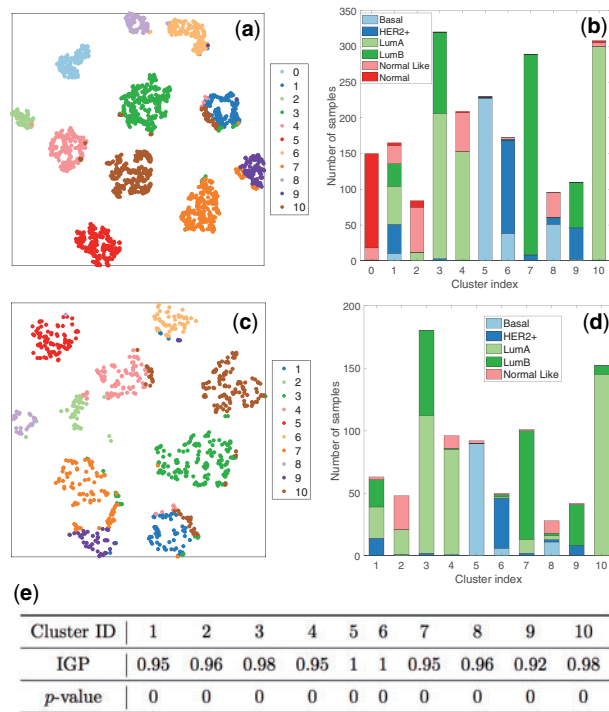 (a)
0
1
2
3
4
5
6
7
8
9
10
(b)
Number of samples
350
300
250
200
150
100
50
0
Basal
HER2+
LumA
LumB
Normal Like
Normal
0 1 2 3 4 5 6 7 8 9 10
Cluster index
(c)
1
2
3
4
5
6
7
8
9
10
(d)
Number of samples
200
150
100
50
0
Basal
HER2+
LumA
LumB
Normal Like
1 2 3 4 5 6 7 8 9 10
Cluster index
(e)
Cluster ID 1 2 3 4 5 6 7 8 9 10
IGP 0.95 0.96 0.98 0.95 1 1 0.95 0.96 0.92 0.98
p-value 0 0 0 0 0 0 0 0 0 0